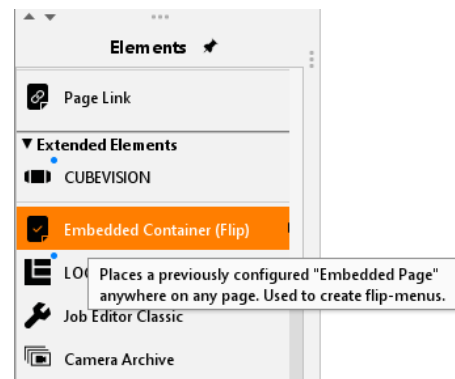 Elements
Page Link
Extended Elements
CUBEVISION
Embedded Container (Flip)
LOO
Places a previously configured "Embedded Page"
anywhere on any page. Used to create flip-menus.
Job Editor Classic
Camera Archive